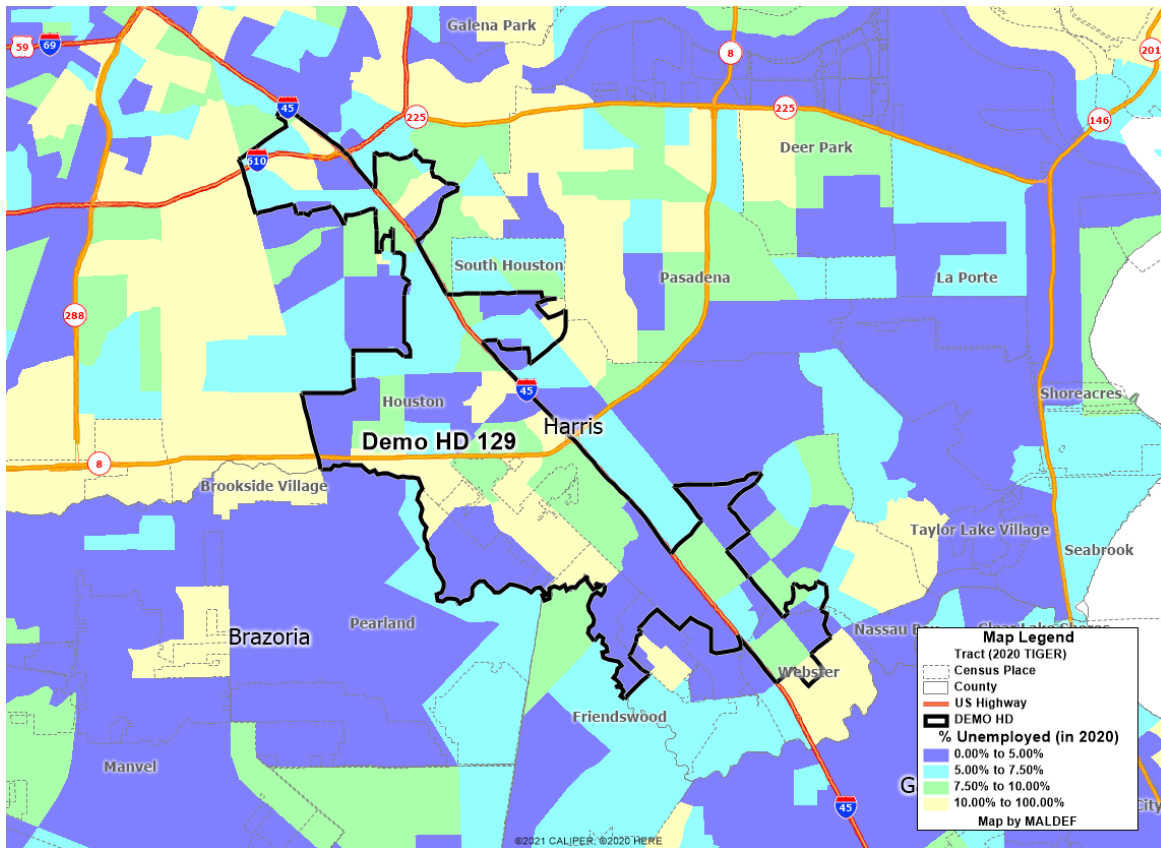 Galena Park
59
69
8
201
45
225
225
146
610
Deer Park
South Houston
Pasadena
La Porte
288
45
Shoreacres
Houston
Harris
Demo HD 129
8
Brookside Village
Taylor Lake Village
Seabrook
Pearland
Nassau
Brazoria
Webster
Friendswood
Manvel
45
City
Map Legend
Tract (2020 TIGER)
Census Place
County
US Highway
DEMO HD
% Unemployed (in 2020)
0.00% to 5.00%
5.00% to 7.50%
7.50% to 10.00%
10.00% to 100.00%
Map by MALDEF
©2021 CALIPER; ©2020 HERE